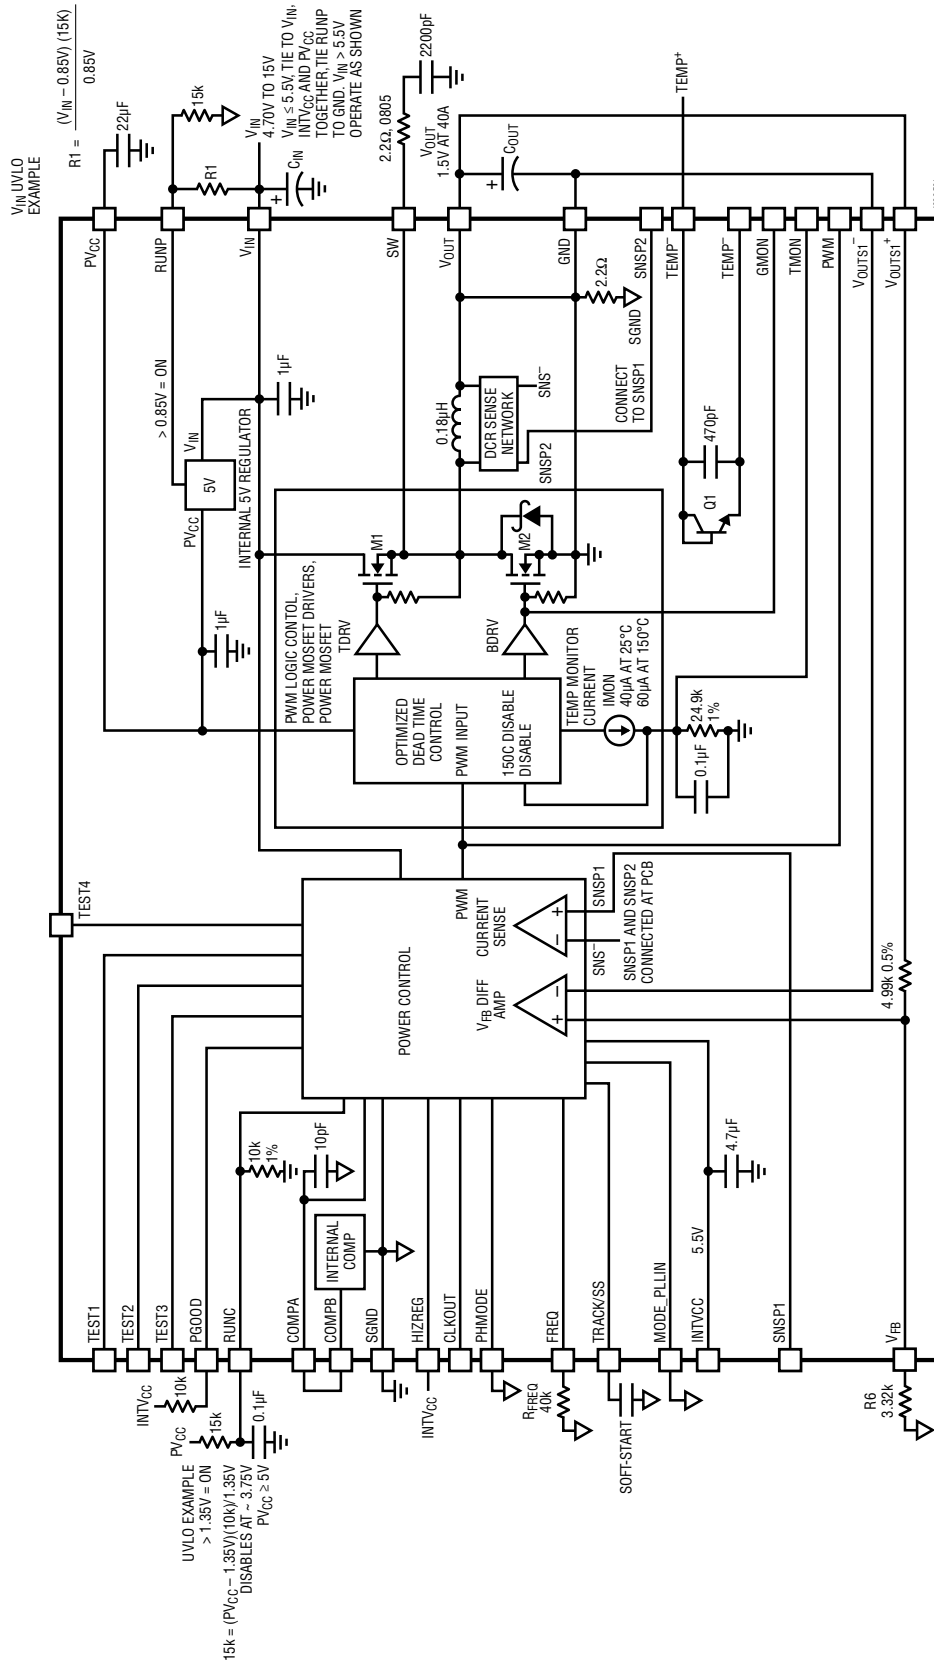 VIN UVLO
EXAMPLE
R1 = (VIN – 0.85V) (15K)
0.85V
PVCC
22µF
RUNP
15k
R1
VIN
VIN
4.70V TO 15V
VIN ≤ 5.5V, TIE TO VIN,
INTVCC AND PVCC
TOGETHER, TIE RUNP
TO GND. VIN > 5.5V
OPERATE AS SHOWN
+
CIN
SW
2.2Ω, 0805
2200pF
VOUT
VOUT
1.5V AT 40A
+
COUT
GND
SNSP2
TEMP–
TEMP+
TEMP–
GMON
TMON
PWM
VOUTS1–
VOUTS1+
> 0.85V = ON
PVCC
5V
VIN
INTERNAL 5V REGULATOR
1µF
1µF
PWM LOGIC CONTOL,
POWER MOSFET DRIVERS,
POWER MOSFET
TDRV
M1
0.18µH
DCR SENSE
NETWORK
SNS–
SNSP2
2.2Ω
SGND
CONNECT
TO SNSP1
BDRV
M2
OPTIMIZED
DEAD TIME
CONTROL
PWM INPUT
150C DISABLE
DISABLE
TEMP MONITOR
CURRENT
IMON
40µA AT 25°C
60µA AT 150°C
Q1
470pF
24.9k
1%
0.1µF
TEST4
POWER CONTROL
PWM
CURRENT
SENSE
– +
VFB DIFF
AMP
+ –
SNSP1
SNS–
SNSP1 AND SNSP2
CONNECTED AT PCB
4.99k 0.5%
TEST1
TEST2
TEST3
PGOOD
RUNC
COMPA
COMPB
SGND
HIZREG
CLKOUT
PHMODE
FREQ
TRACK/SS
MODE_PLLIN
INTVCC
SNSP1
VFB
10k
1%
10pF
INTERNAL
COMP
5.5V
4.7µF
INTVCC
10k
PVCC
15k
0.1µF
UVLO EXAMPLE
> 1.35V = ON
15k = (PVCC – 1.35V)(10k)/1.35V
DISABLES AT ~ 3.75V
PVCC ≥ 5V
INTVCC
RFREQ
40k
SOFT-START
R6
3.32k